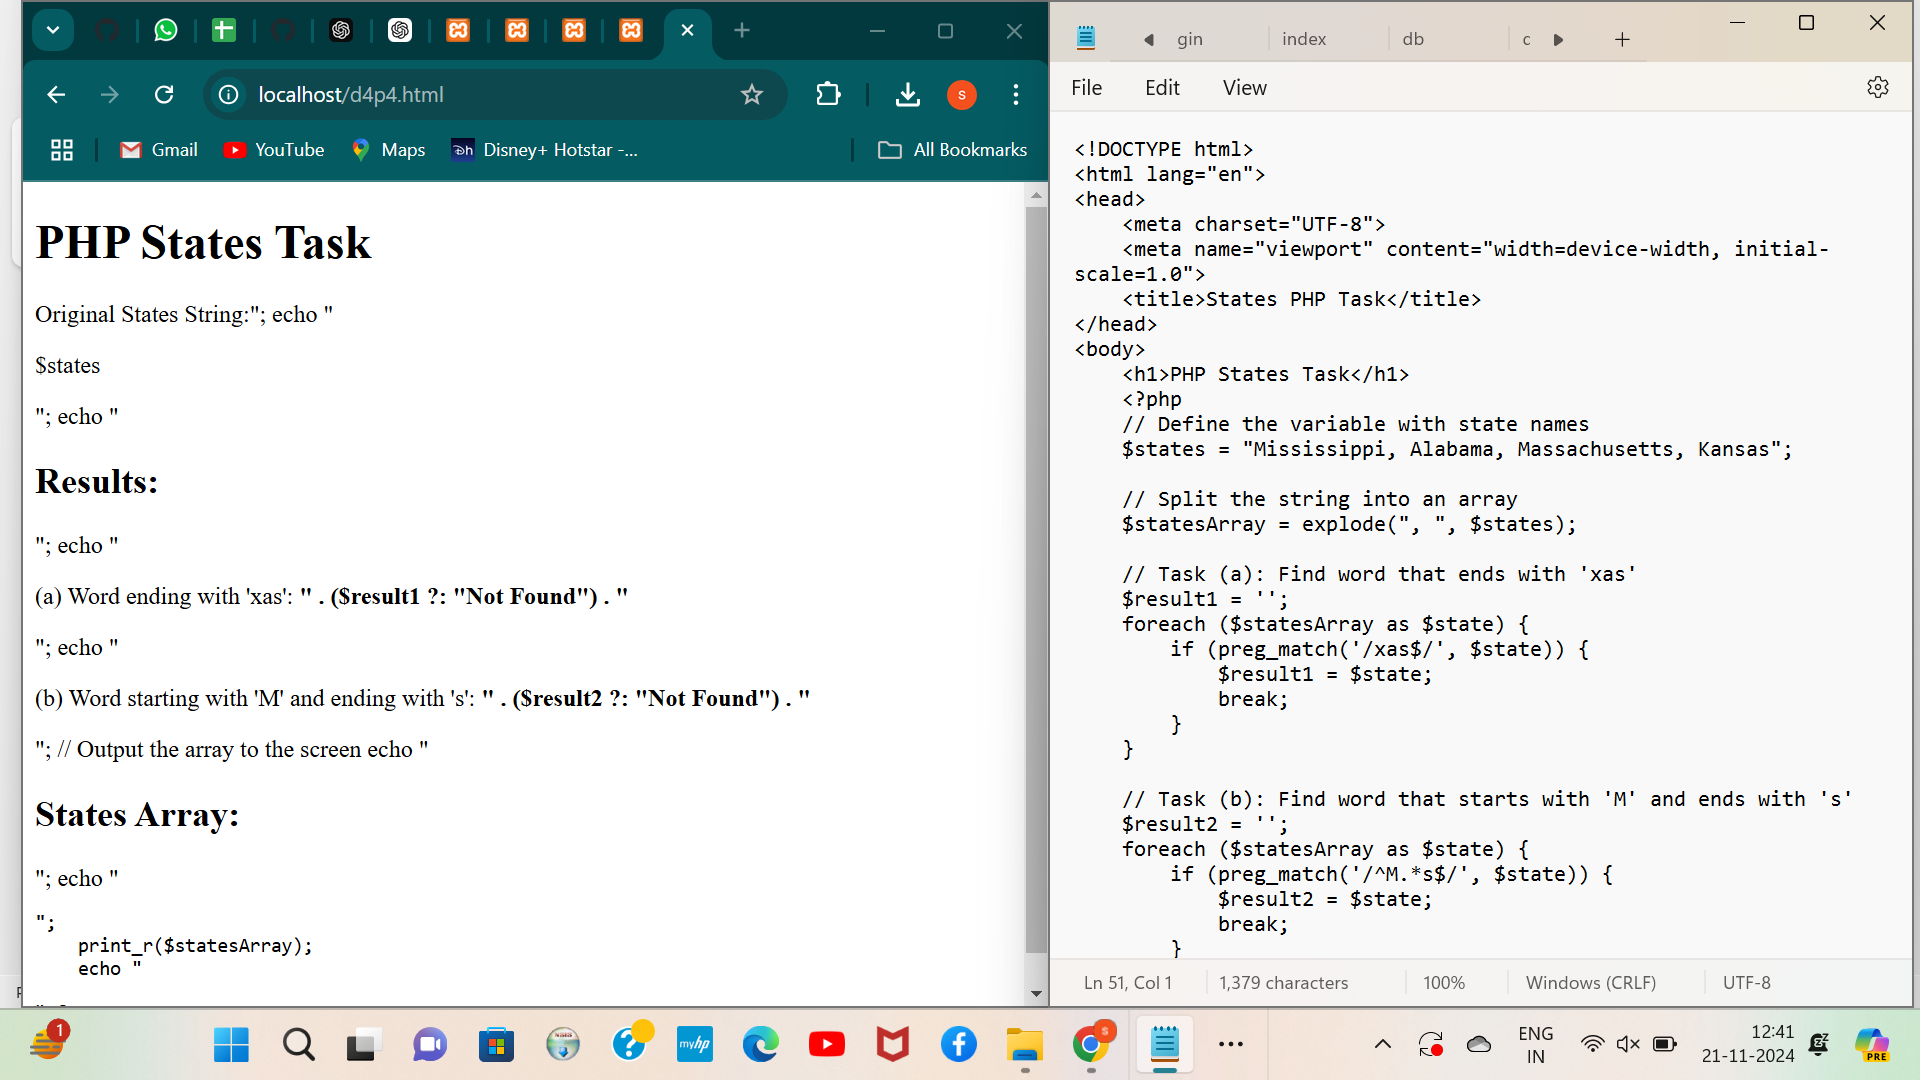 localhost/d4p4.html
Gmail
YouTube
Maps
Disney+ Hotstar -...
All Bookmarks
PHP States Task
Original States String:"; echo "
$states
"; echo "
Results:
"; echo "
(a) Word ending with 'xas': " . ($result1 ?: "Not Found") . "
"; echo "
(b) Word starting with 'M' and ending with 's': " . ($result2 ?: "Not Found") . "
"; // Output the array to the screen echo "
States Array:
"; echo "
";
print_r($statesArray);
echo "
gin
index
db
c
File
Edit
View
<!DOCTYPE html>
<html lang="en">
<head>
<meta charset="UTF-8">
<meta name="viewport" content="width=device-width, initial-
scale=1.0">
<title>States PHP Task</title>
</head>
<body>
<h1>PHP States Task</h1>
<?php
// Define the variable with state names
$states = "Mississippi, Alabama, Massachusetts, Kansas";
// Split the string into an array
$statesArray = explode(", ", $states);
// Task (a): Find word that ends with 'xas'
$result1 = '';
foreach ($statesArray as $state) {
if (preg_match('/xas$/', $state)) {
$result1 = $state;
break;
}
}
// Task (b): Find word that starts with 'M' and ends with 's'
$result2 = '';
foreach ($statesArray as $state) {
if (preg_match('/^M.*s$/', $state)) {
$result2 = $state;
break;
}
Ln 51, Col 1
1,379 characters
100%
Windows (CRLF)
UTF-8
1
myhp
S
ENG
IN
12:41
21-11-2024
PRE